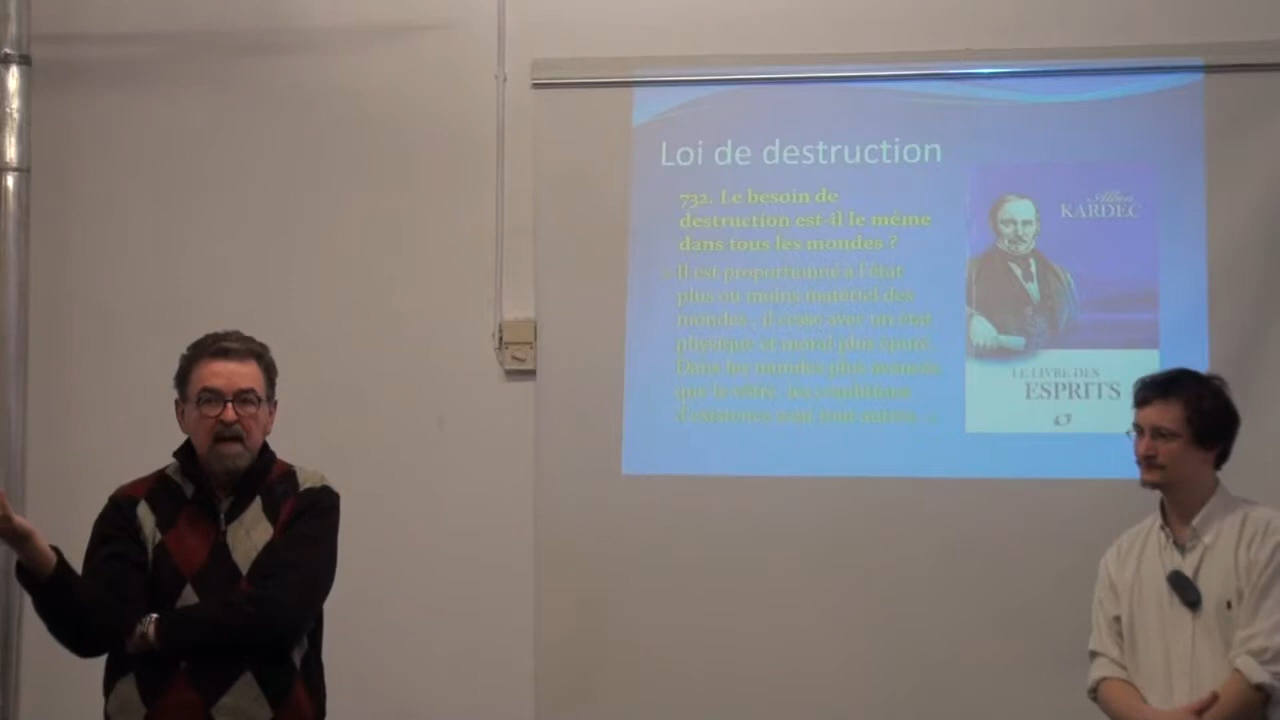 Loi de destruction
732. Le besoin de
destruction est-il le même
dans tous les mondes ?
Il est proportionné à l'état
plus ou moins matériel des
mondes ; il cesse avec un état
physique et moral plus épuré.
Dans les mondes plus avancés
que le vôtre, les conditions
d'existence sont tout autres.
Allan
KARDEC
LE LIVRE DES
ESPRITS